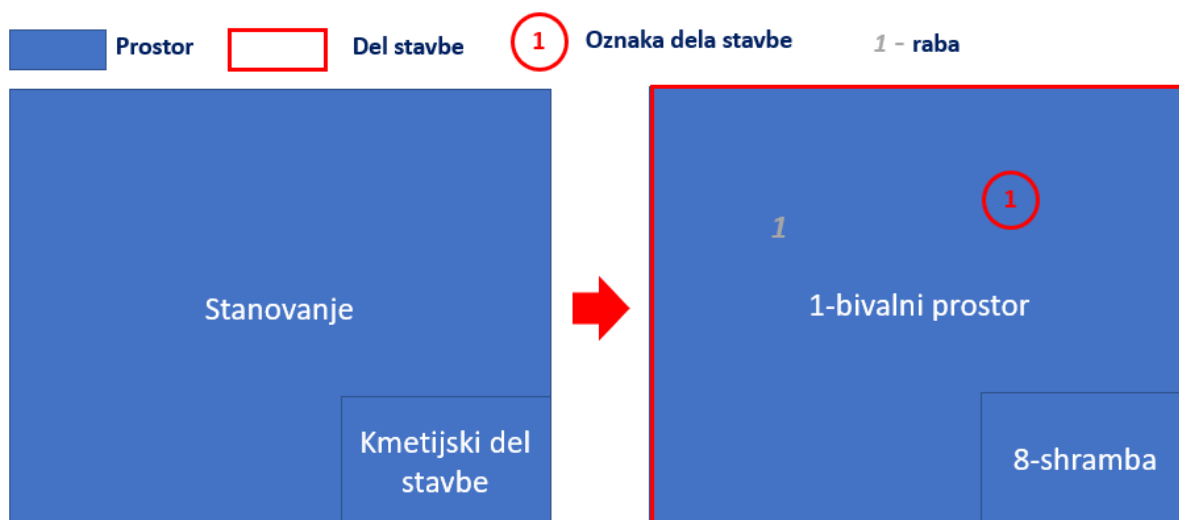 Prostor
Del stavbe
1
Oznaka dela stavbe
1 - raba
Stanovanje
Kmetijski del
stavbe
1
1
1-bivalni prostor
8-shramba